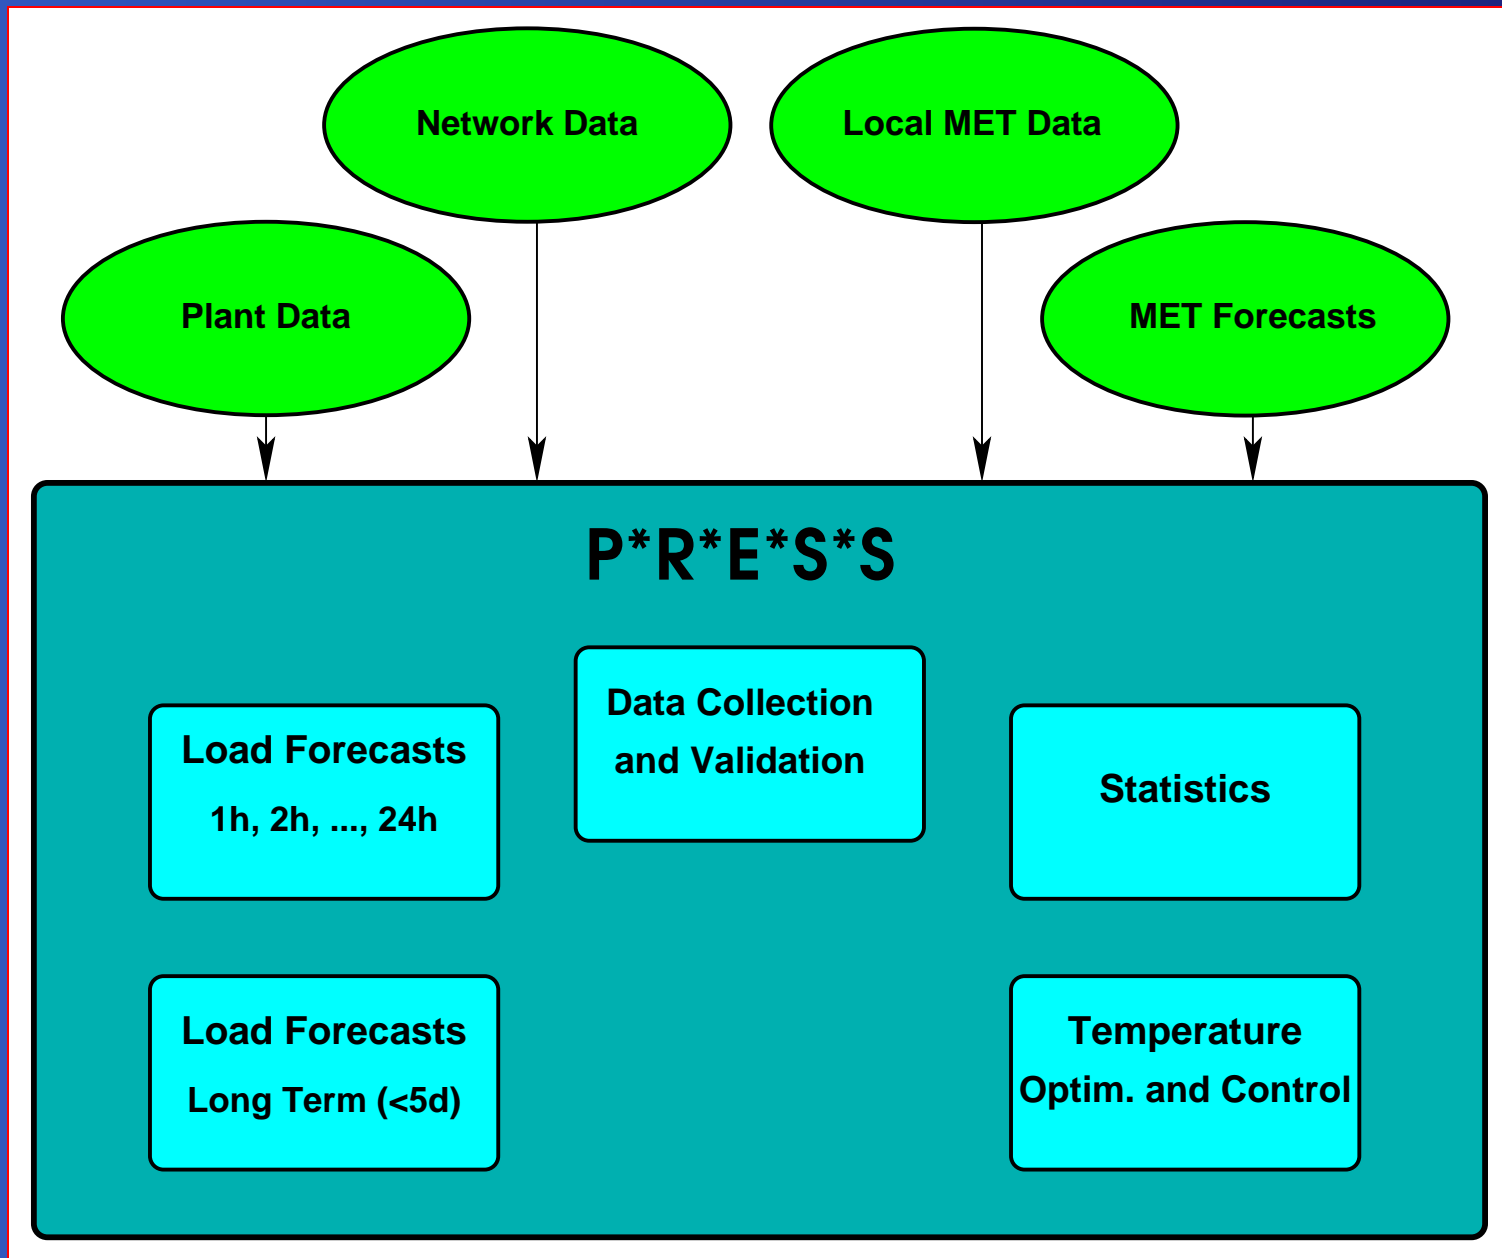 Network Data
Local MET Data
Plant Data
MET Forecasts
P*R*E*S*S
Data Collection
and Validation
Load Forecasts
1h, 2h, ..., 24h
Statistics
Load Forecasts
Long Term (<5d)
Temperature
Optim. and Control